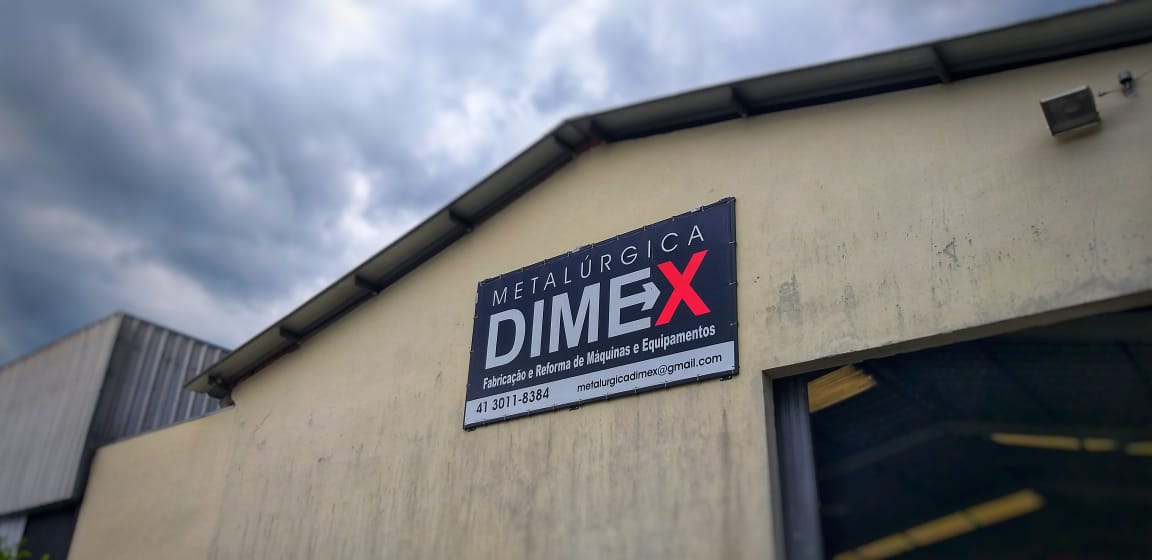 METALÚRGICA
DIMEX
Fabricação e Reforma de Máquinas e Equipamentos
41 3011-8384 metalurgicadimex@gmail.com